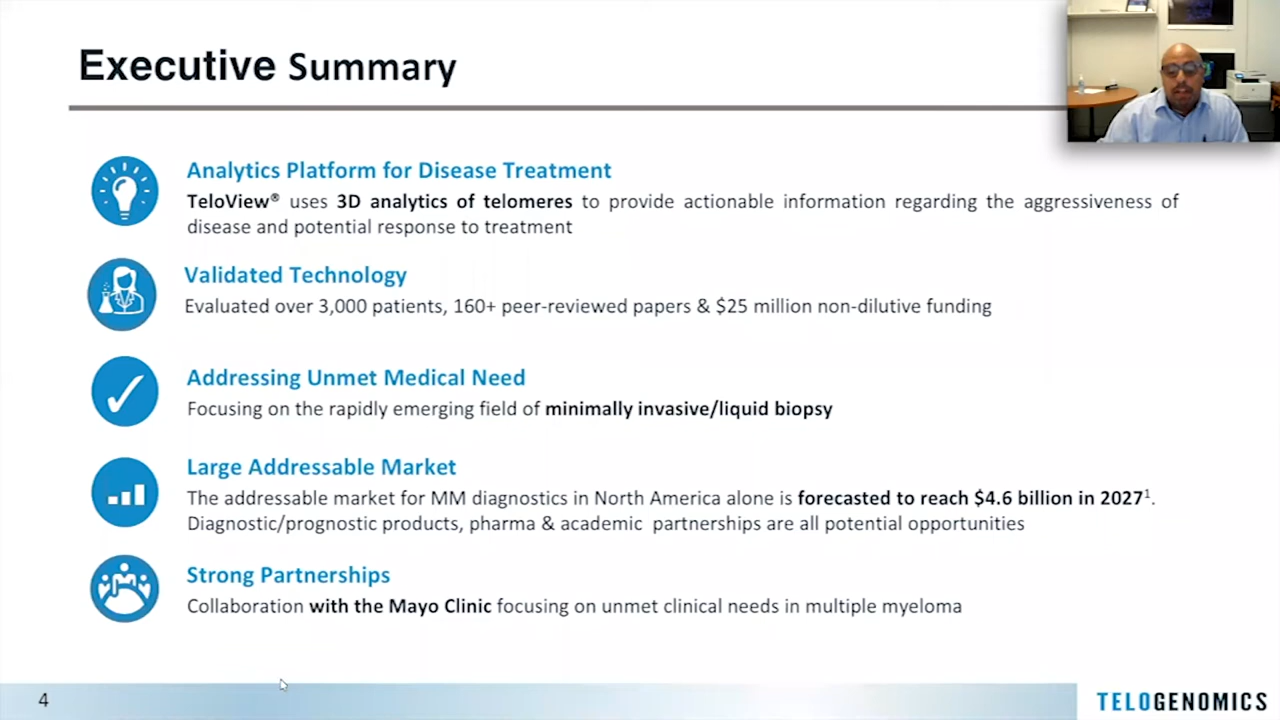 Executive Summary
Analytics Platform for Disease Treatment
TeloView® uses 3D analytics of telomeres to provide actionable information regarding the aggressiveness of
disease and potential response to treatment
Validated Technology
Evaluated over 3,000 patients, 160+ peer-reviewed papers & $25 million non-dilutive funding
Addressing Unmet Medical Need
Focusing on the rapidly emerging field of minimally invasive/liquid biopsy
Large Addressable Market
The addressable market for MM diagnostics in North America alone is forecasted to reach $4.6 billion in 2027¹.
Diagnostic/prognostic products, pharma & academic partnerships are all potential opportunities
Strong Partnerships
Collaboration with the Mayo Clinic focusing on unmet clinical needs in multiple myeloma
4
TELOGENOMICS